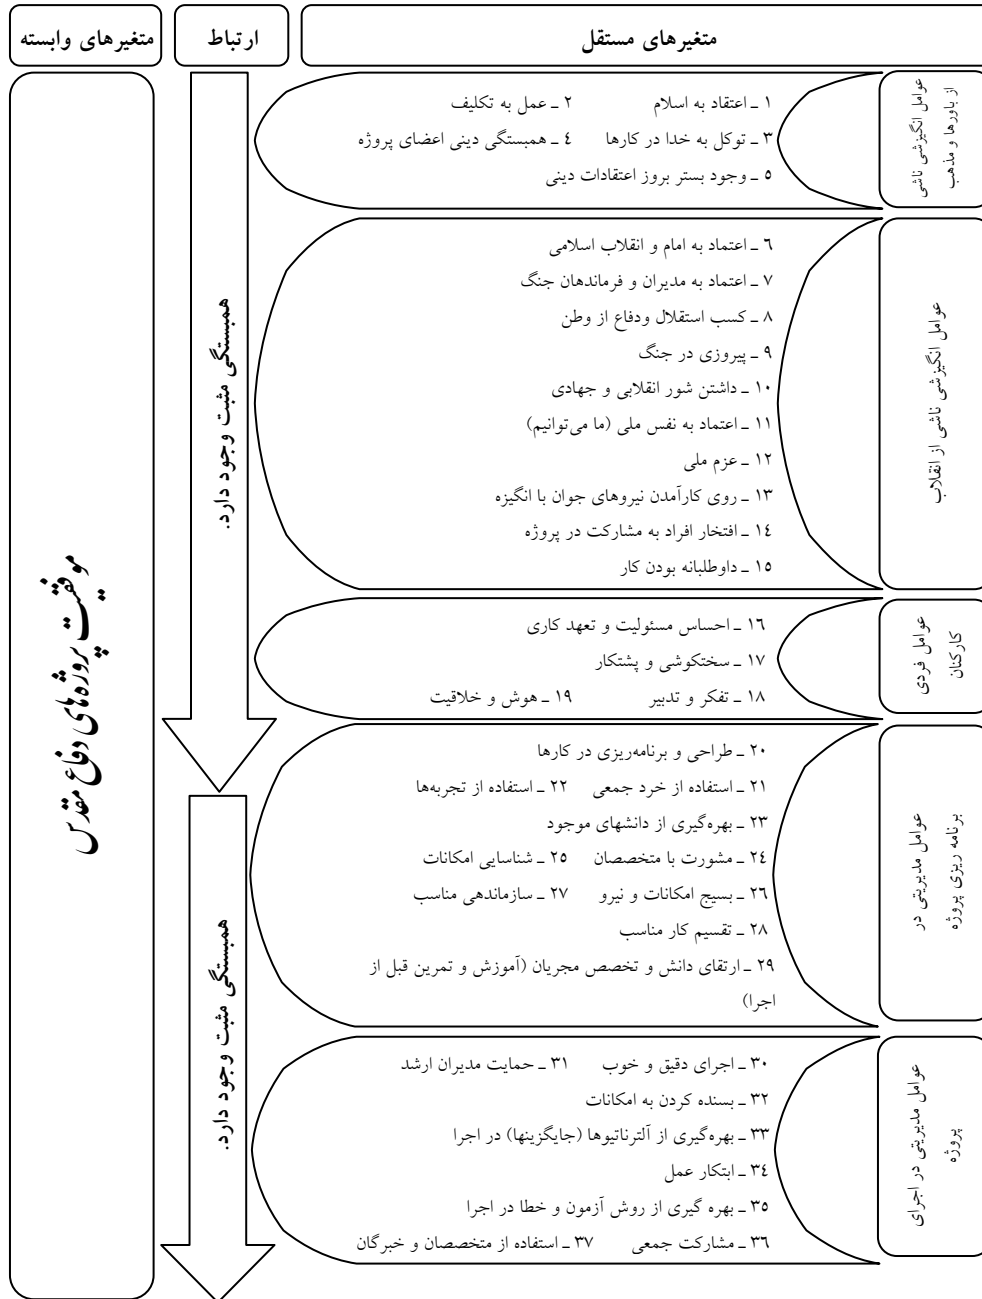 متغیرهای مستقل
ارتباط
متغیرهای وابسته
عوامل انگیزشی ناشی
از باورها و مذهب
۱ ـ اعتقاد به اسلام ۲ ـ عمل به تکلیف
۳ ـ توکل به خدا در کارها ٤ ـ همبستگی دینی اعضای پروژه
٥ ـ وجود بستر بروز اعتقادات دینی
عوامل انگیزشی ناشی از انقلاب
٦ ـ اعتماد به امام و انقلاب اسلامی
۷ ـ اعتماد به مدیران و فرماندهان جنگ
۸ ـ کسب استقلال ودفاع از وطن
۹ ـ پیروزی در جنگ
۱۰ ـ داشتن شور انقلابی و جهادی
۱۱ ـ اعتماد به نفس ملی (ما می‌توانیم)
۱۲ ـ عزم ملی
۱۳ ـ روی کارآمدن نیروهای جوان با انگیزه
۱٤ ـ افتخار افراد به مشارکت در پروژه
۱٥ ـ داوطلبانه بودن کار
عوامل فردی
کارکنان
۱٦ ـ احساس مسئولیت و تعهد کاری
۱۷ ـ سختکوشی و پشتکار
۱۸ ـ تفکر و تدبیر ۱۹ ـ هوش و خلاقیت
عوامل مدیریتی در
برنامه ریزی پروژه
۲۰ ـ طراحی و برنامه‌ریزی در کارها
۲۱ ـ استفاده از خرد جمعی ۲۲ ـ استفاده از تجربه‌ها
۲۳ ـ بهره‌گیری از دانشهای موجود
۲٤ ـ مشورت با متخصصان ۲٥ ـ شناسایی امکانات
۲٦ ـ بسیج امکانات و نیرو ۲۷ ـ سازماندهی مناسب
۲۸ ـ تقسیم کار مناسب
۲۹ ـ ارتقای دانش و تخصص مجریان (آموزش و تمرین قبل از
اجرا)
عوامل مدیریتی در اجرای
پروژه
۳۰ ـ اجرای دقیق و خوب ۳۱ ـ حمایت مدیران ارشد
۳۲ ـ بسنده کردن به امکانات
۳۳ ـ بهره‌گیری از آلترناتیوها (جایگزینها) در اجرا
۳٤ ـ ابتکار عمل
۳٥ ـ بهره گیری از روش آزمون و خطا در اجرا
۳٦ ـ مشارکت جمعی ۳۷ ـ استفاده از متخصصان و خبرگان
همبستگی مثبت وجود دارد.
همبستگی مثبت وجود دارد.
موفقیت پروژه‌های دفاع مقدس